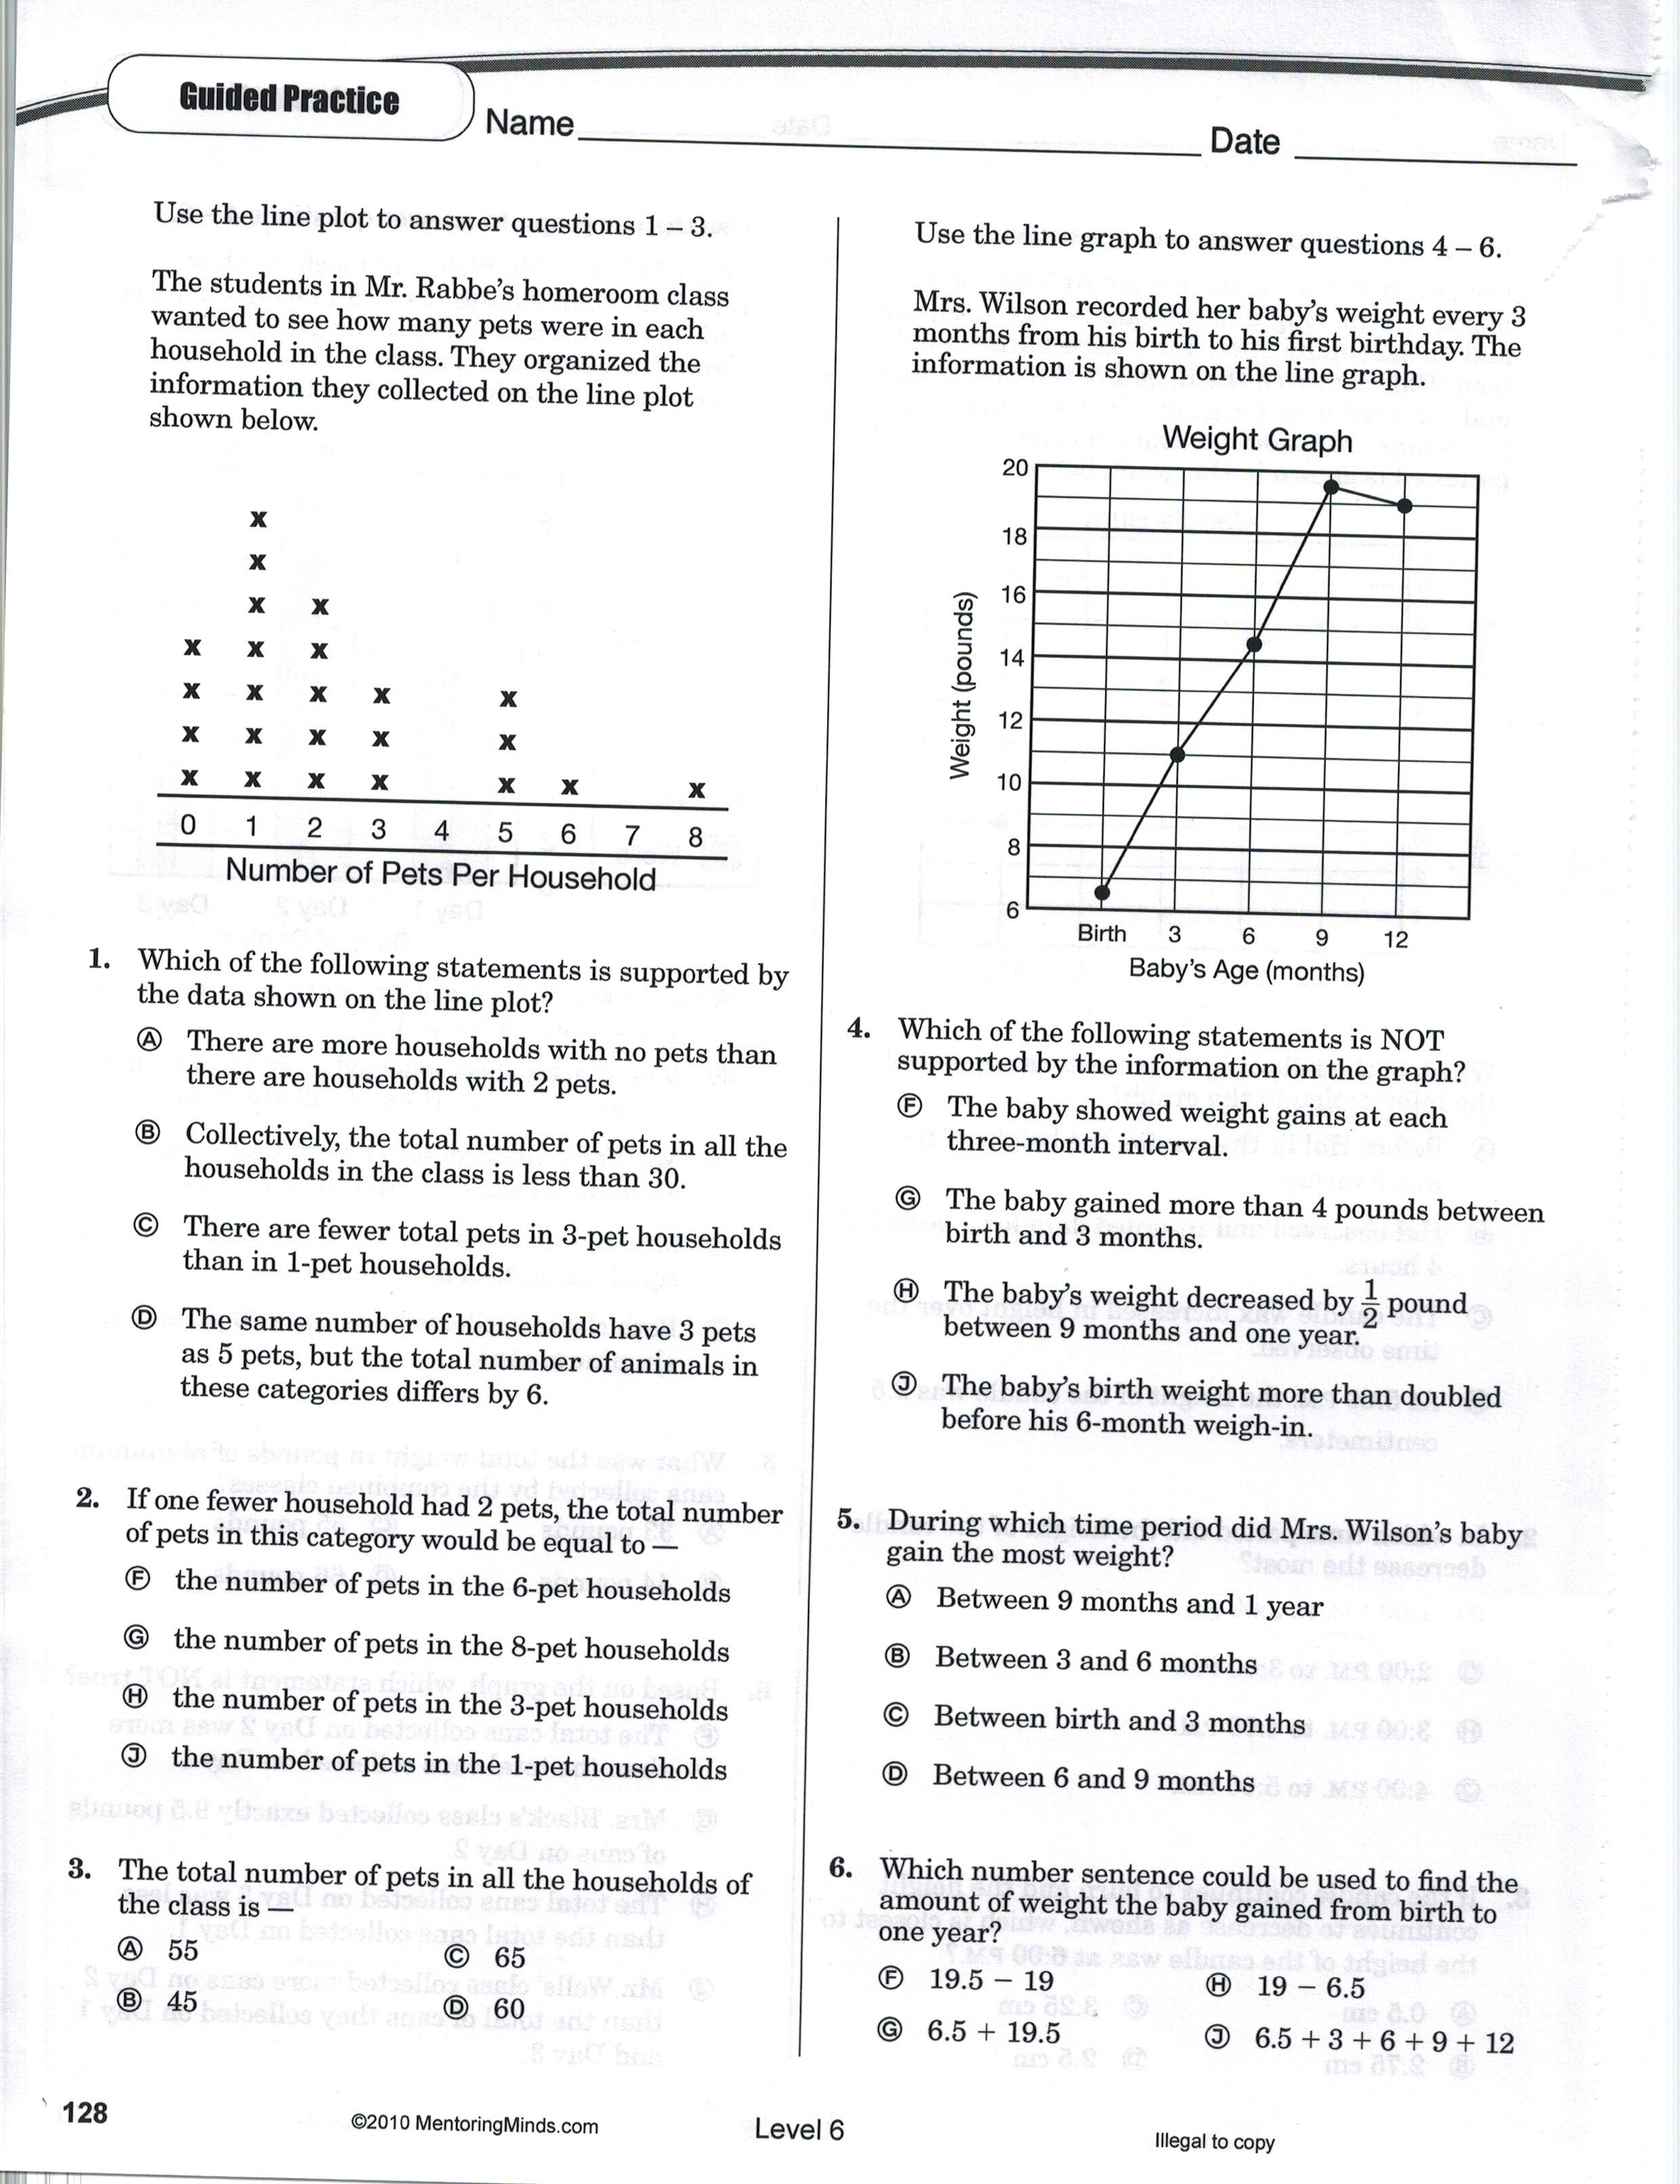 Guided Practice
Name
Date
Use the line plot to answer questions 1 – 3.
The students in Mr. Rabbe's homeroom class
wanted to see how many pets were in each
household in the class. They organized the
information they collected on the line plot
shown below.
x
x
x x
x x x
x x x x x
x x x x x
x x x x x x x
0 1 2 3 4 5 6 7 8
Number of Pets Per Household
1. Which of the following statements is supported by
the data shown on the line plot?
Ⓐ There are more households with no pets than
there are households with 2 pets.
Ⓑ Collectively, the total number of pets in all the
households in the class is less than 30.
Ⓒ There are fewer total pets in 3-pet households
than in 1-pet households.
Ⓓ The same number of households have 3 pets
as 5 pets, but the total number of animals in
these categories differs by 6.
2. If one fewer household had 2 pets, the total number
of pets in this category would be equal to —
Ⓕ the number of pets in the 6-pet households
Ⓖ the number of pets in the 8-pet households
Ⓗ the number of pets in the 3-pet households
Ⓙ the number of pets in the 1-pet households
3. The total number of pets in all the households of
the class is —
Ⓐ 55 Ⓒ 65
Ⓑ 45 Ⓓ 60
Use the line graph to answer questions 4 – 6.
Mrs. Wilson recorded her baby's weight every 3
months from his birth to his first birthday. The
information is shown on the line graph.
Weight Graph
Weight (pounds)
20
18
16
14
12
10
8
6
Birth 3 6 9 12
Baby's Age (months)
4. Which of the following statements is NOT
supported by the information on the graph?
Ⓕ The baby showed weight gains at each
three-month interval.
Ⓖ The baby gained more than 4 pounds between
birth and 3 months.
Ⓗ The baby's weight decreased by 1/2 pound
between 9 months and one year.
Ⓙ The baby's birth weight more than doubled
before his 6-month weigh-in.
5. During which time period did Mrs. Wilson's baby
gain the most weight?
Ⓐ Between 9 months and 1 year
Ⓑ Between 3 and 6 months
Ⓒ Between birth and 3 months
Ⓓ Between 6 and 9 months
6. Which number sentence could be used to find the
amount of weight the baby gained from birth to
one year?
Ⓕ 19.5 – 19 Ⓗ 19 – 6.5
Ⓖ 6.5 + 19.5 Ⓙ 6.5 + 3 + 6 + 9 + 12
128
©2010 MentoringMinds.com
Level 6
Illegal to copy